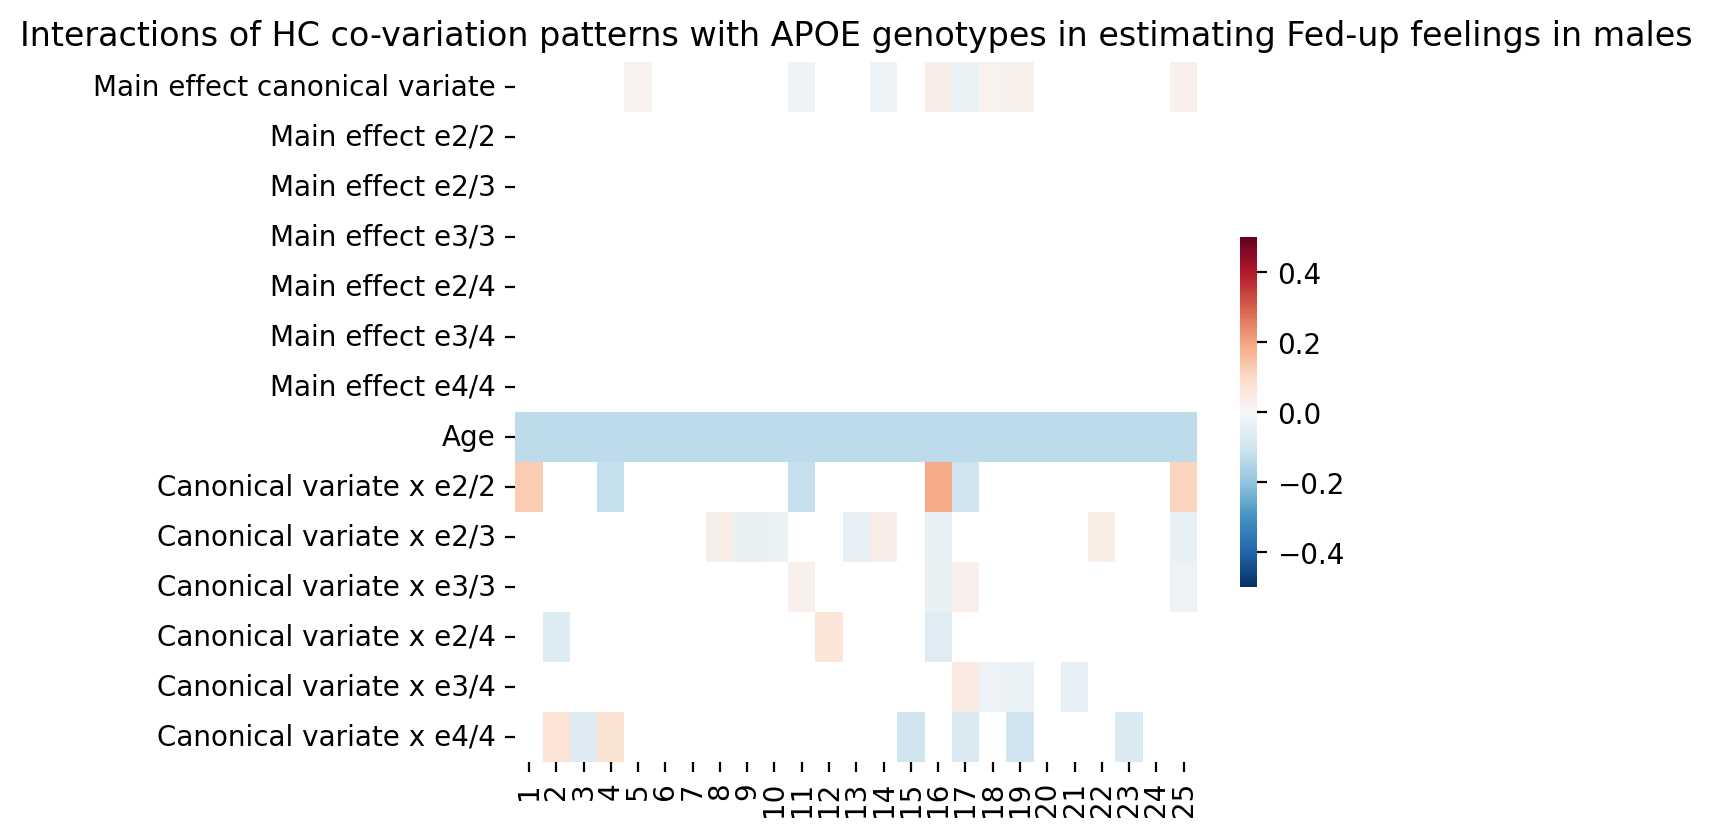 Interactions of HC co-variation patterns with APOE genotypes in estimating Fed-up feelings in males
Main effect canonical variate
Main effect e2/2
Main effect e2/3
Main effect e3/3
Main effect e2/4
Main effect e3/4
Main effect e4/4
Age
Canonical variate x e2/2
Canonical variate x e2/3
Canonical variate x e3/3
Canonical variate x e2/4
Canonical variate x e3/4
Canonical variate x e4/4
1 2 3 4 5 6 7 8 9 10 11 12 13 14 15 16 17 18 19 20 21 22 23 24 25
0.4
0.2
0.0
−0.2
−0.4